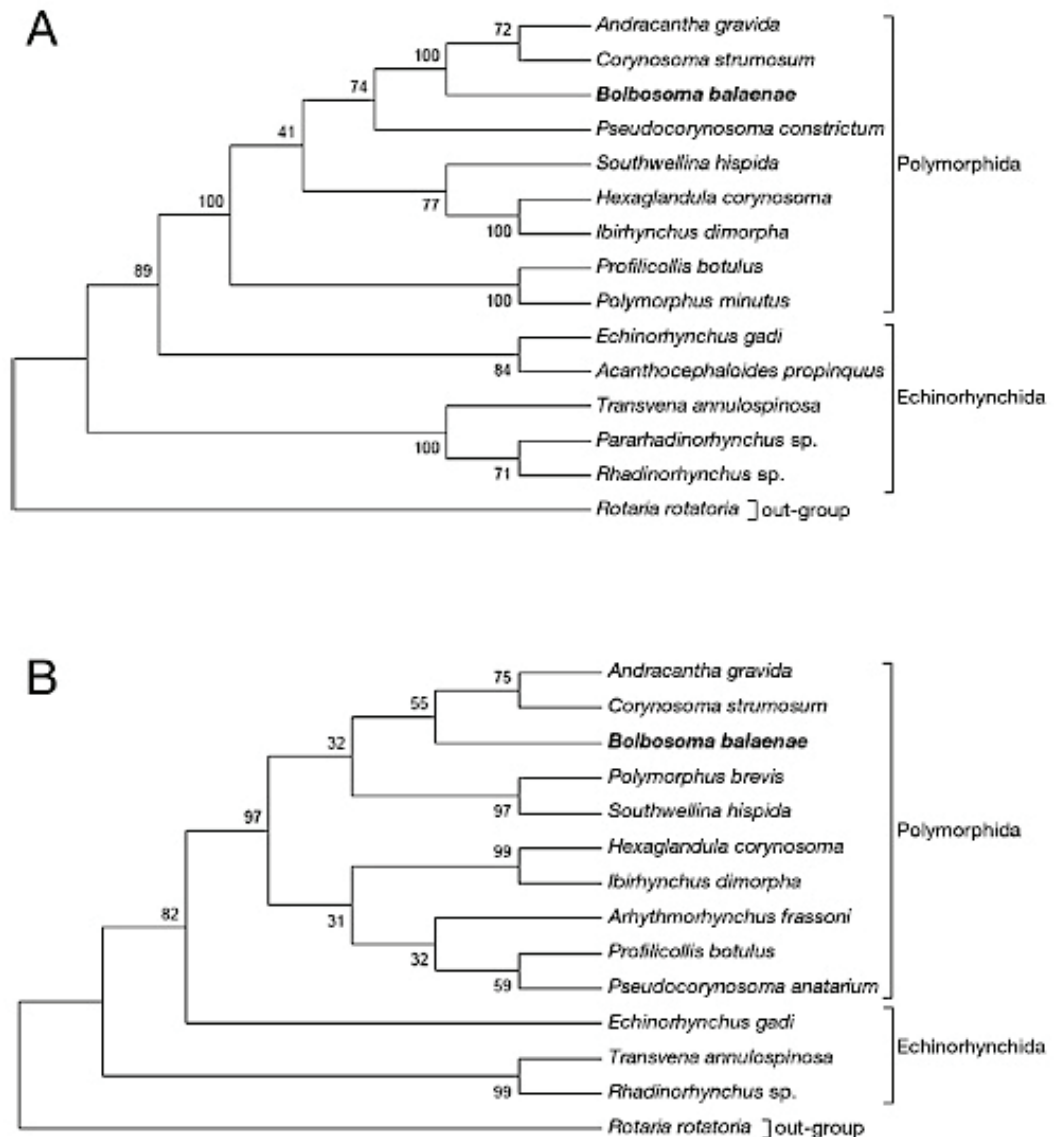 A
Andracantha gravida
72
Corynosoma strumosum
100
Bolbosoma balaenae
74
Pseudocorynosoma constrictum
41
Southwellina hispida
Polymorphida
77
Hexaglandula corynosoma
100
100
Ibirhynchus dimorpha
Profilicollis botulus
89
100
Polymorphus minutus
Echinorhynchus gadi
84
Acanthocephaloides propinquus
Echinorhynchida
Transvena annulospinosa
100
Pararhadinorhynchus sp.
71
Rhadinorhynchus sp.
Rotaria rotatoria ] out-group
B
Andracantha gravida
75
Corynosoma strumosum
55
Bolbosoma balaenae
32
Polymorphus brevis
97
Southwellina hispida
97
Polymorphida
Hexaglandula corynosoma
99
Ibirhynchus dimorpha
31
Arhythmorhynchus frassoni
82
32
Profilicollis botulus
59
Pseudocorynosoma anatarium
Echinorhynchus gadi
Echinorhynchida
Transvena annulospinosa
99
Rhadinorhynchus sp.
Rotaria rotatoria ] out-group